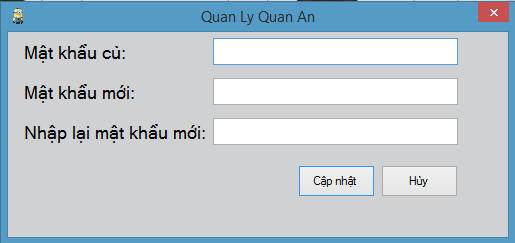 Quan Ly Quan An
Mật khẩu củ:
Mật khẩu mới:
Nhập lại mật khẩu mới:
Cập nhật Hủy